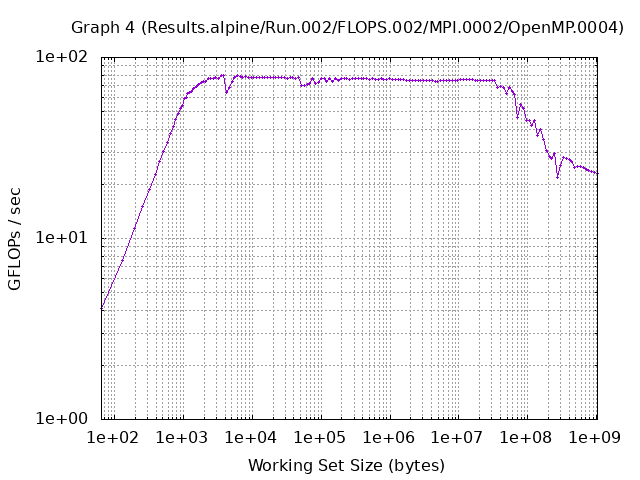 Graph 4 (Results.alpine/Run.002/FLOPS.002/MPI.0002/OpenMP.0004)
1e+02
1e+01
1e+00
GFLOPs / sec
1e+02 1e+03 1e+04 1e+05 1e+06 1e+07 1e+08 1e+09
Working Set Size (bytes)